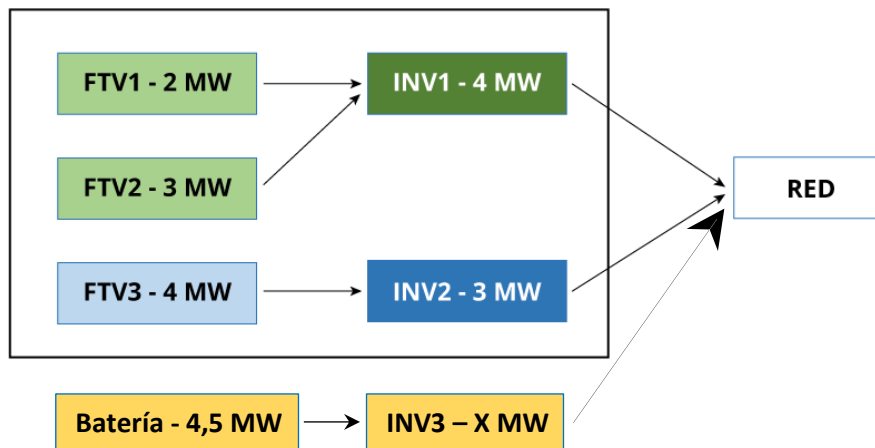 FTV1 - 2 MW
INV1 - 4 MW
FTV2 - 3 MW
RED
FTV3 - 4 MW
INV2 - 3 MW
Batería - 4,5 MW
INV3 – X MW